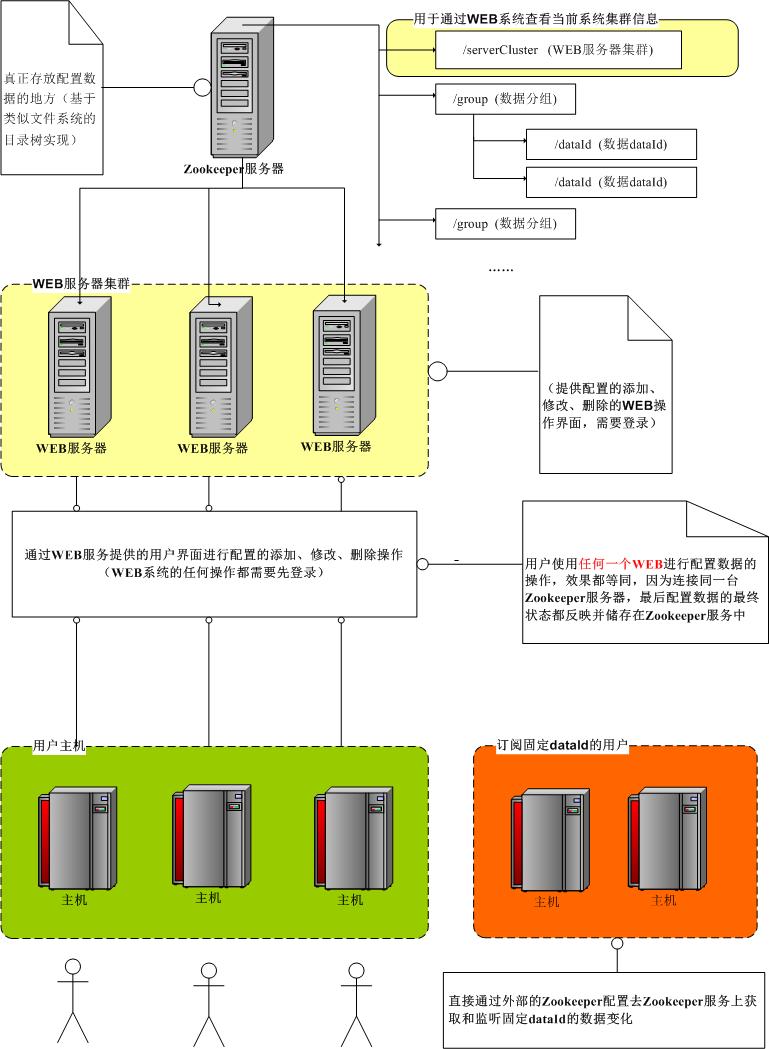 用于通过WEB系统查看当前系统集群信息
/serverCluster (WEB服务器集群)
真正存放配置数
据的地方（基于
类似文件系统的
目录树实现）
/group (数据分组)
/dataId (数据dataId)
Zookeeper服务器
/dataId (数据dataId)
/group (数据分组)
……
WEB服务器集群
（提供配置的添加、
修改、删除的WEB操
作界面，需要登录）
WEB服务器
WEB服务器
WEB服务器
通过WEB服务提供的用户界面进行配置的添加、修改、删除操作
（WEB系统的任何操作都需要先登录）
用户使用任何一个WEB进行配置数据的
操作，效果都等同，因为连接同一台
Zookeeper服务器，最后配置数据的最终
状态都反映并储存在Zookeeper服务中
用户主机
订阅固定dataId的用户
主机
主机
主机
主机
主机
直接通过外部的Zookeeper配置去Zookeeper服务上获
取和监听固定dataId的数据变化